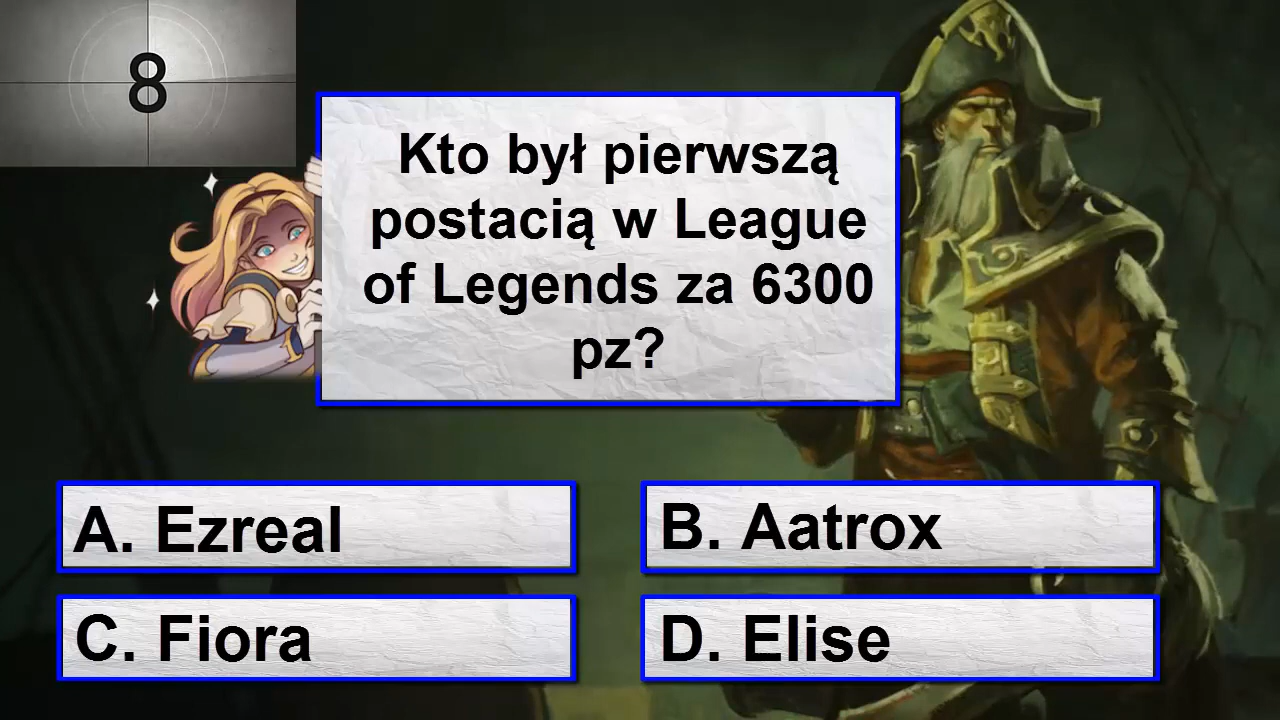 8
Kto był pierwszą
postacią w League
of Legends za 6300
pz?
A. Ezreal
B. Aatrox
C. Fiora
D. Elise